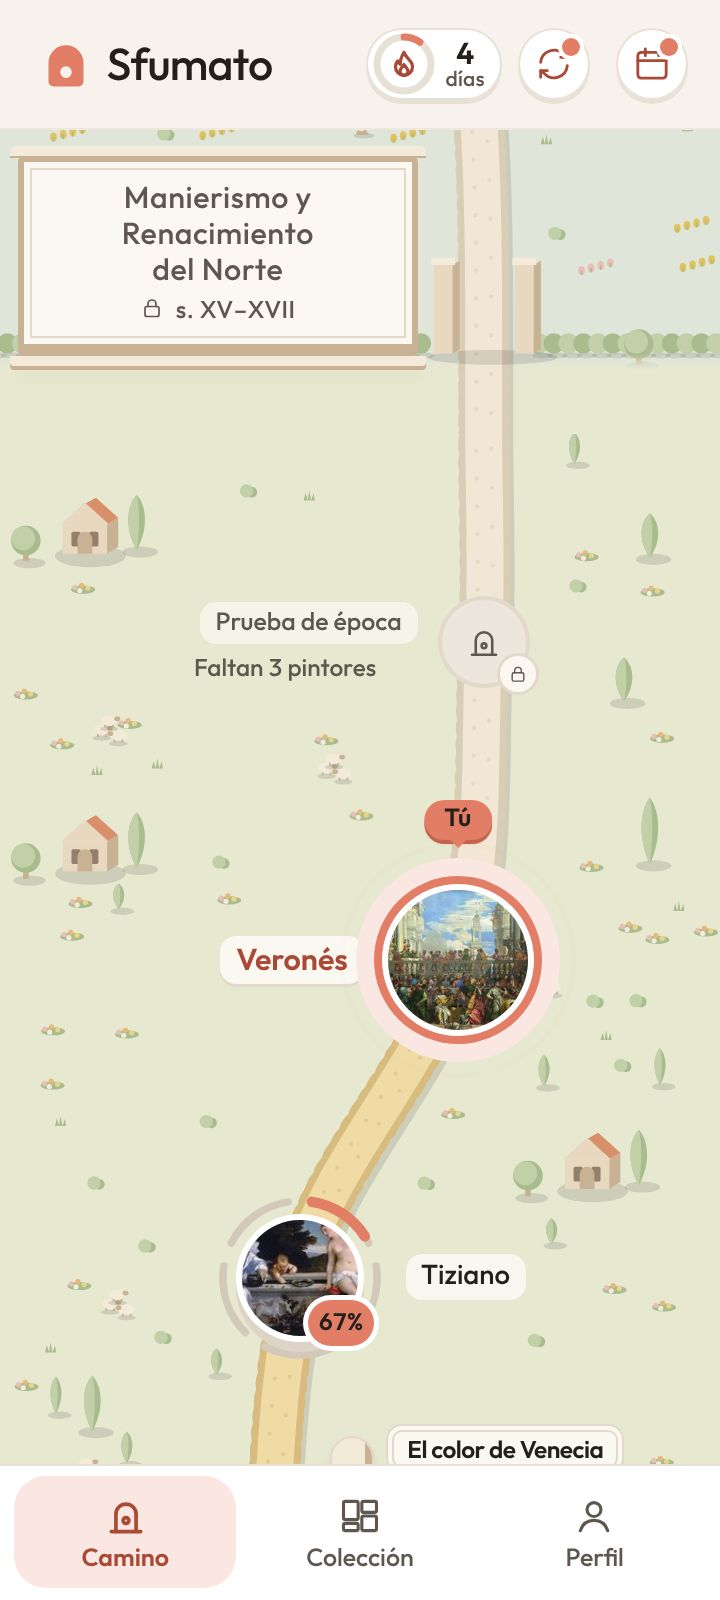 Sfumato
4
días
Manierismo y
Renacimiento
del Norte
s. XV–XVII
Prueba de época
Faltan 3 pintores
Tú
Veronés
Tiziano
67%
El color de Venecia
Camino
Colección
Perfil